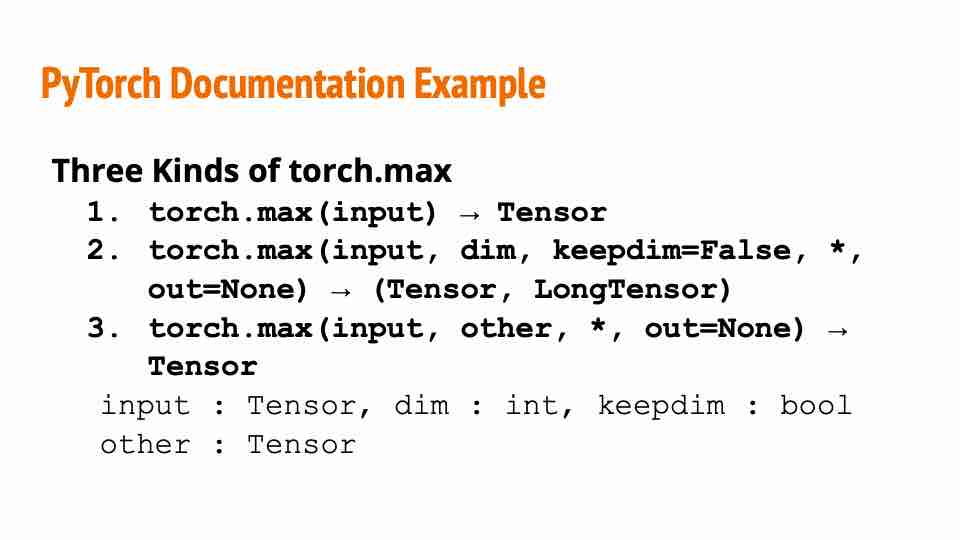 PyTorch Documentation Example
Three Kinds of torch.max
1. torch.max(input) → Tensor
2. torch.max(input, dim, keepdim=False, *,
out=None) → (Tensor, LongTensor)
3. torch.max(input, other, *, out=None) →
Tensor
input : Tensor, dim : int, keepdim : bool
other : Tensor